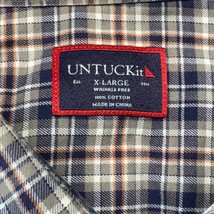 UNTUCKit
Est. X-LARGE 2011
WRINKLE FREE
100% COTTON
MADE IN CHINA